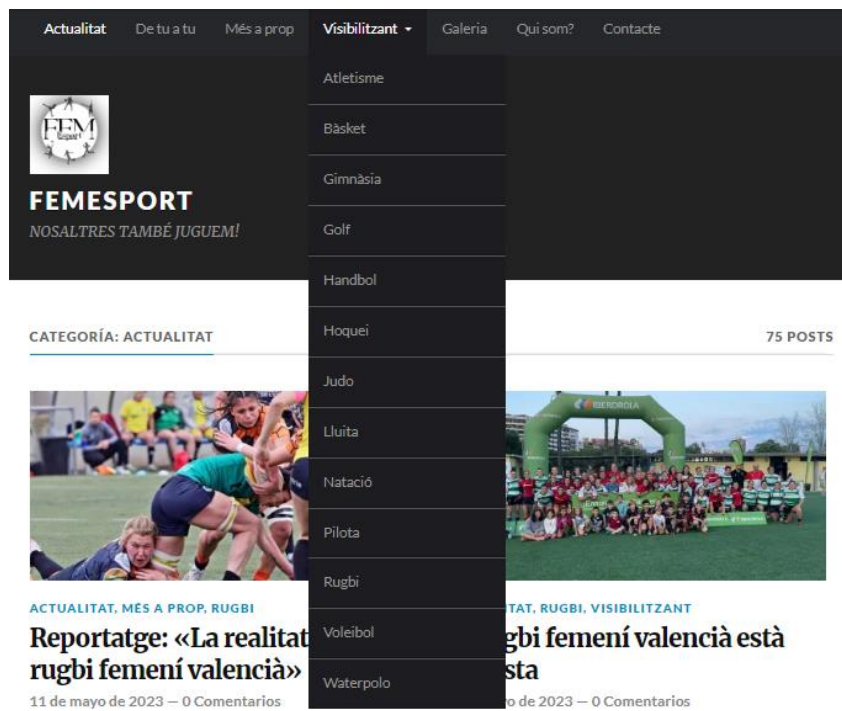 Actualitat De tu a tu Més a prop Visibilitzant Galeria Qui som? Contacte
Atletisme
Bàsket
Gimnàsia
Golf
Handbol
Hoquei
Judo
Lluita
Natació
Pilota
Rugbi
Voleibol
Waterpolo
FEM
Esport
FEMESPORT
NOSALTRES TAMBÉ JUGUEM!
CATEGORÍA: ACTUALITAT 75 POSTS
IBERDROLA
ACTUALITAT, MÉS A PROP, RUGBI
Reportatge: «La realitat
rugbi femení valencià»
11 de mayo de 2023 — 0 Comentarios
TAT, RUGBI, VISIBILITZANT
gbi femení valencià està
sta
o de 2023 — 0 Comentarios